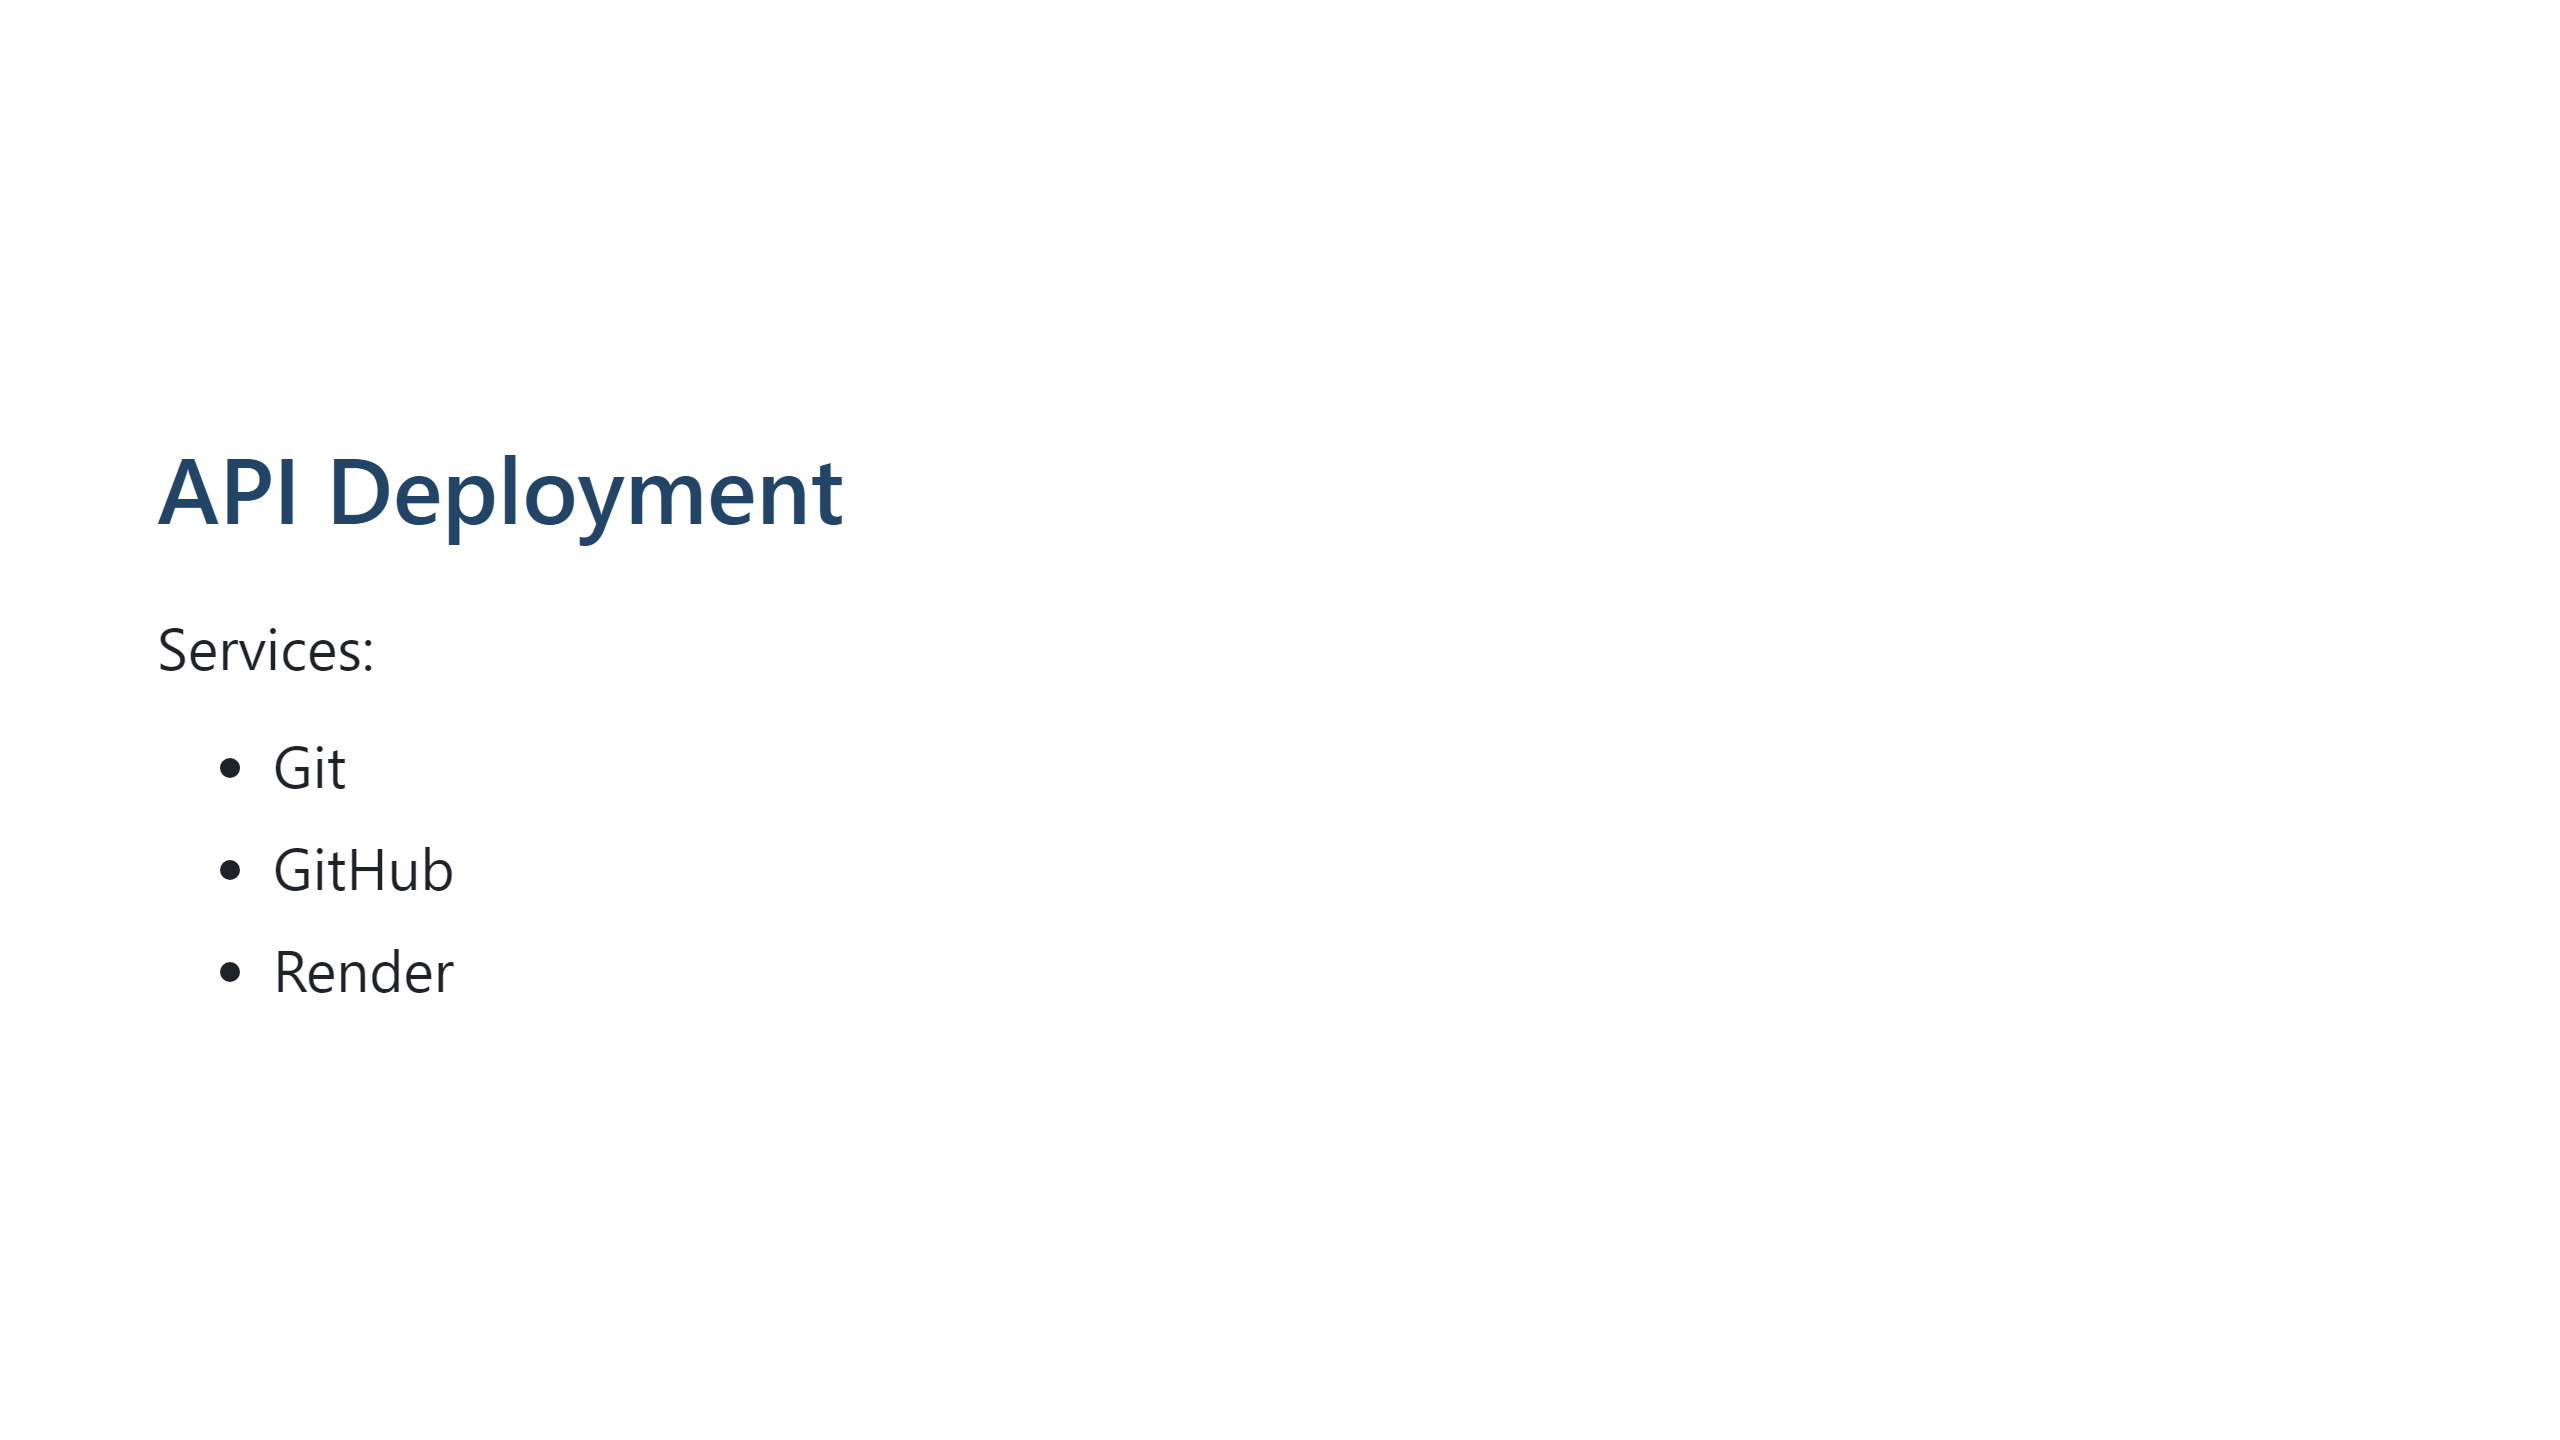 API Deployment
Services:
• Git
• GitHub
• Render